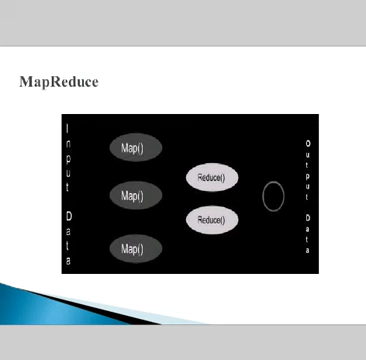 MapReduce
Input Data
Map()
Map()
Map()
Reduce()
Reduce()
Output Data